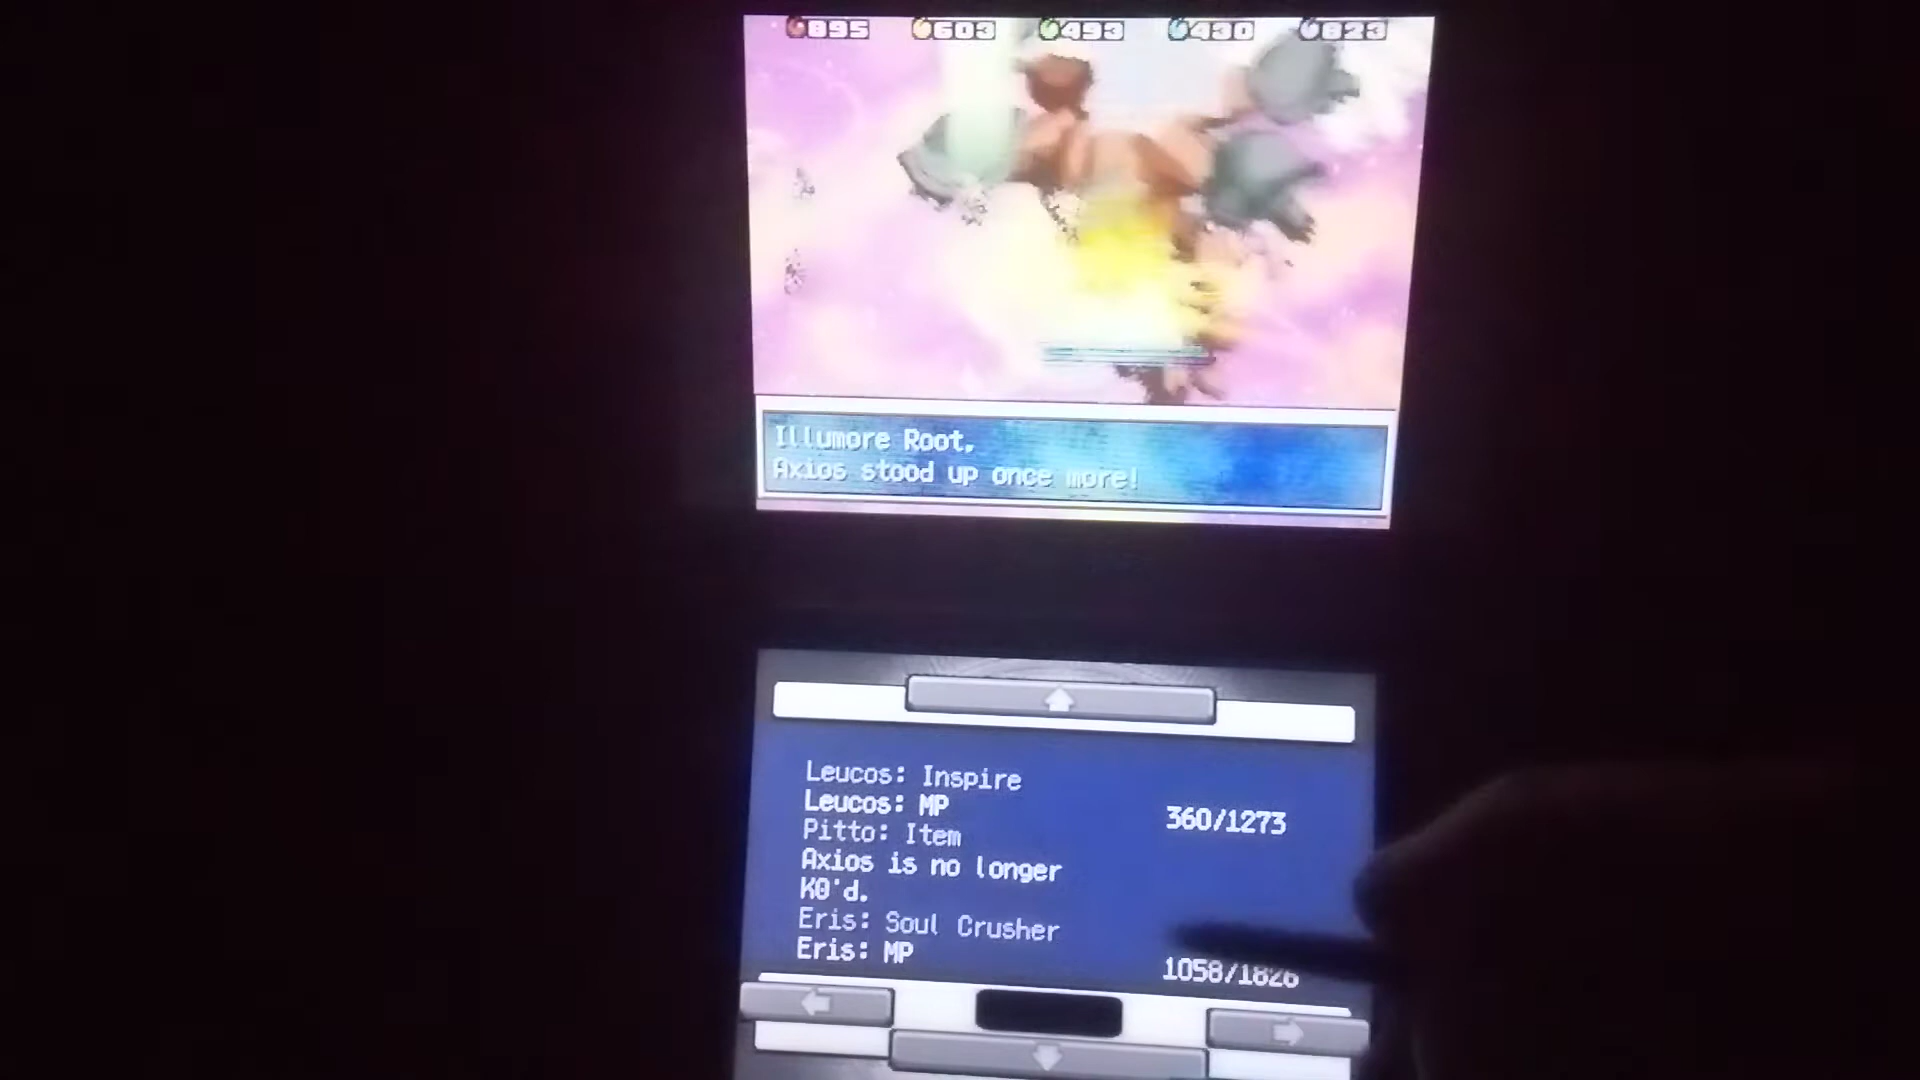 895 603 493 430 823
Illumore Root,
Axios stood up once more!
Leucos: Inspire
Leucos: MP 360/1273
Pitto: Item
Axios is no longer
KO'd.
Eris: Soul Crusher
Eris: MP 1058/1826